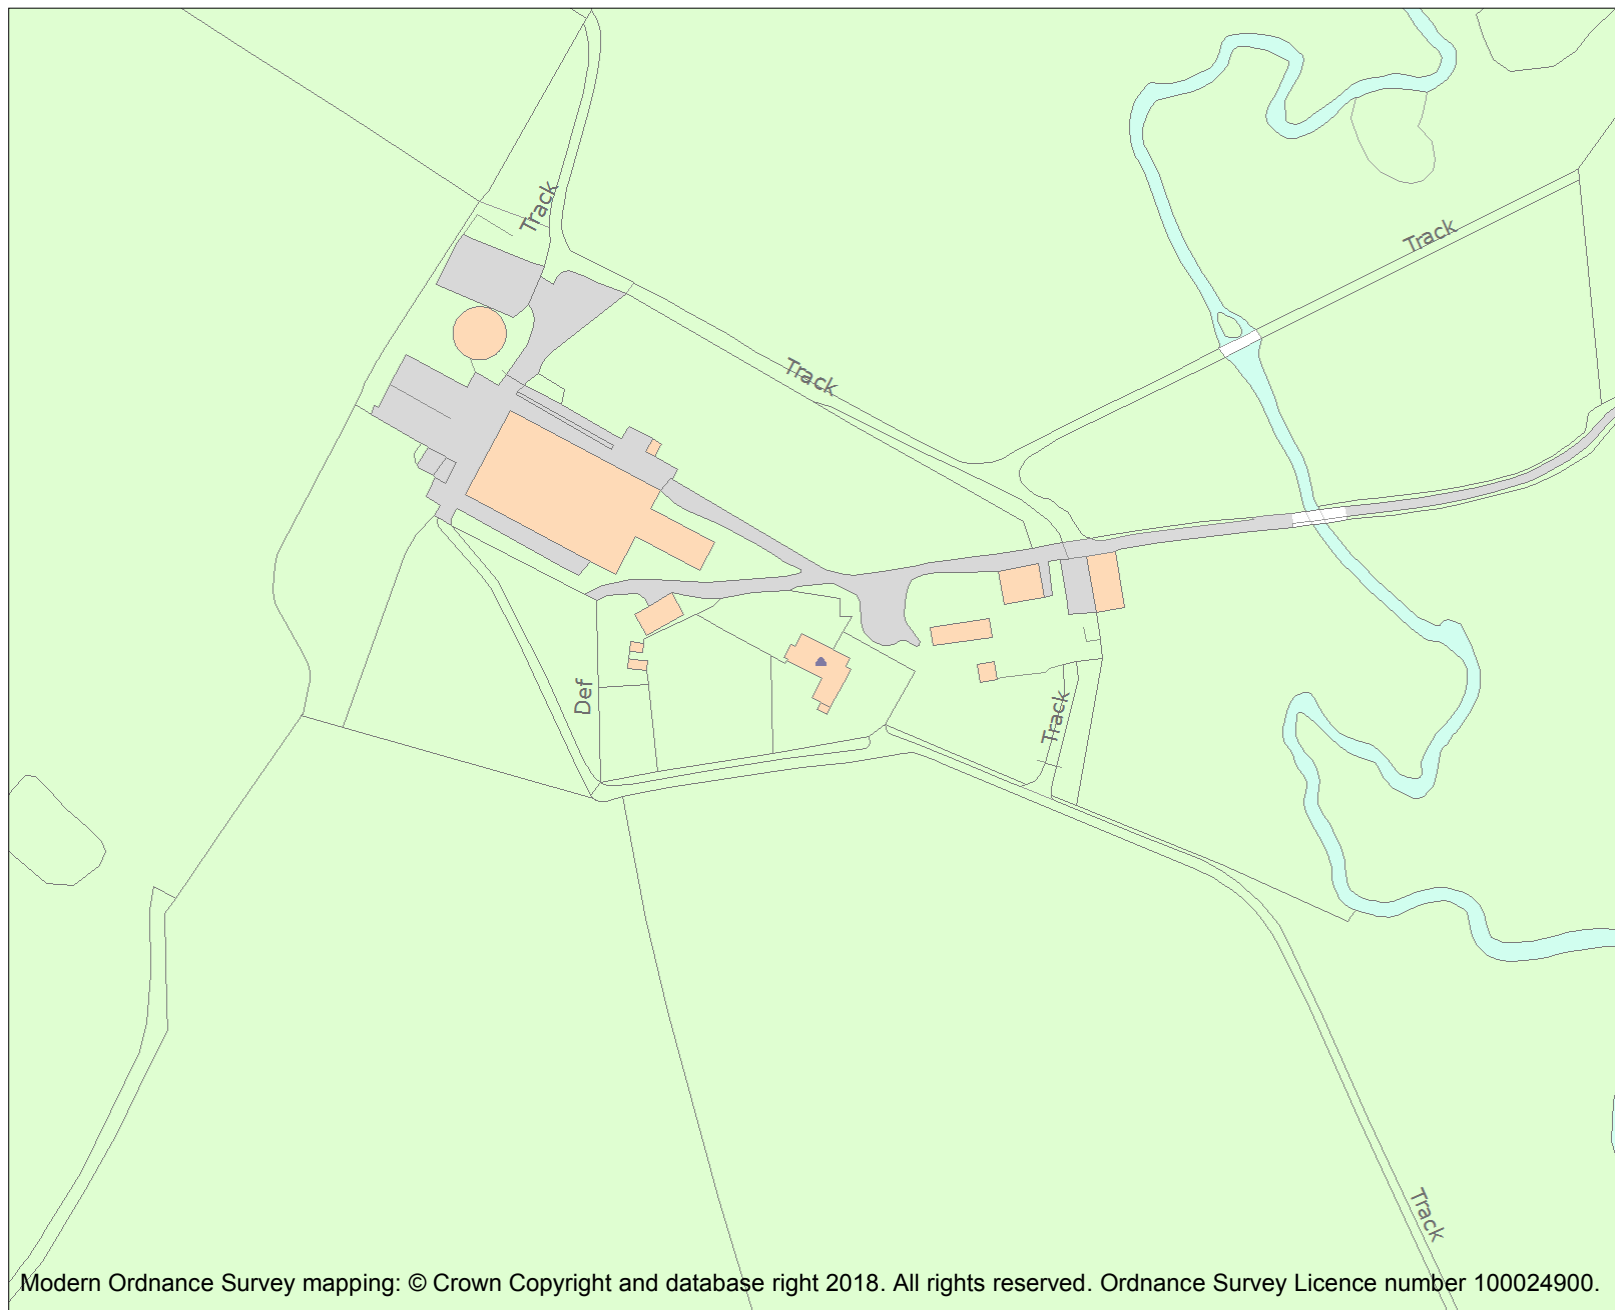 Track
Track
Track
Def
Track
Track
Modern Ordnance Survey mapping: © Crown Copyright and database right 2018. All rights reserved. Ordnance Survey Licence number 100024900.